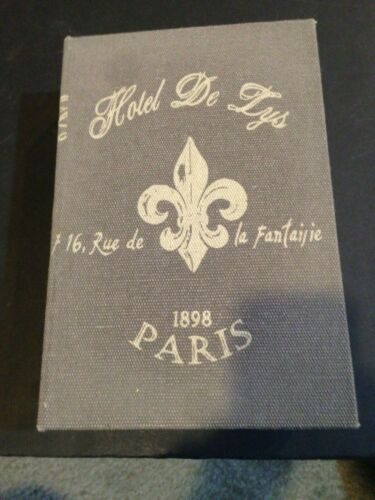 Hotel De Lys
16, Rue de la Fantaisie
1898
PARIS